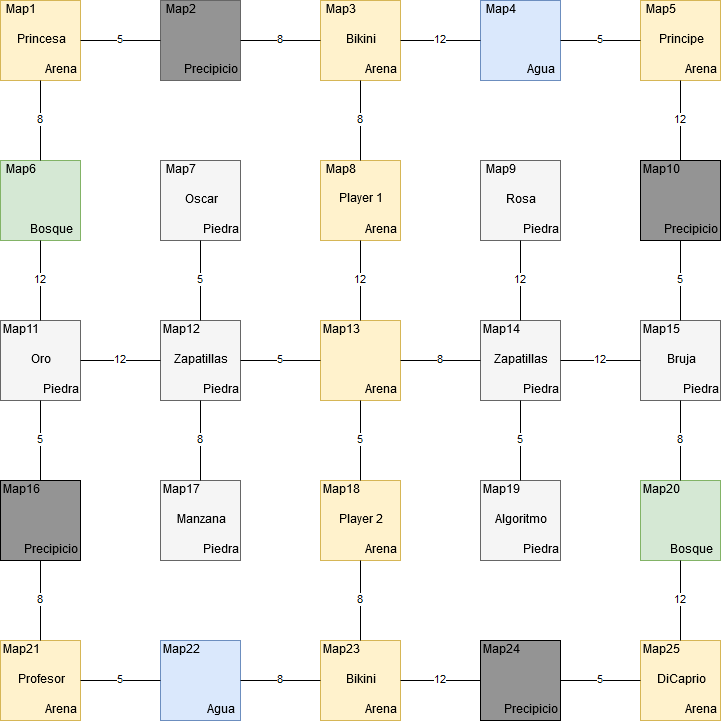 Map1
Princesa
Arena
5
Map2
Precipicio
8
Map3
Bikini
Arena
12
Map4
Agua
5
Map5
Principe
Arena
8
8
12
Map6
Bosque
Map7
Oscar
Piedra
Map8
Player 1
Arena
Map9
Rosa
Piedra
Map10
Precipicio
12
5
12
12
5
Map11
Oro
Piedra
12
Map12
Zapatillas
Piedra
5
Map13
Arena
8
Map14
Zapatillas
Piedra
12
Map15
Bruja
Piedra
5
8
5
5
8
Map16
Precipicio
Map17
Manzana
Piedra
Map18
Player 2
Arena
Map19
Algoritmo
Piedra
Map20
Bosque
8
8
12
Map21
Profesor
Arena
5
Map22
Agua
8
Map23
Bikini
Arena
12
Map24
Precipicio
5
Map25
DiCaprio
Arena